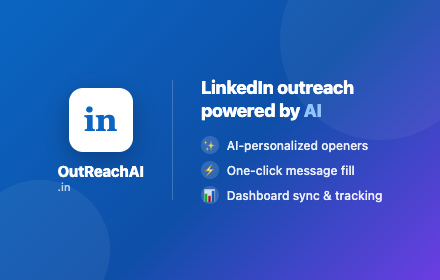 in
OutReachAI
.in
LinkedIn outreach
powered by AI
AI-personalized openers
One-click message fill
Dashboard sync & tracking